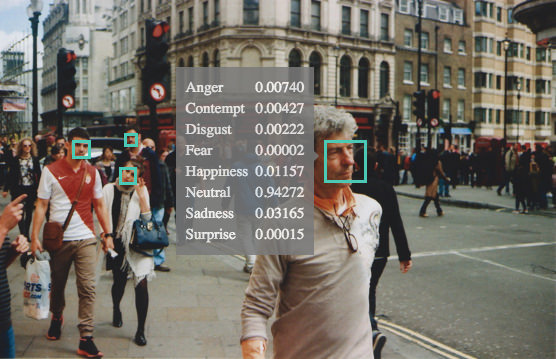 Anger 0.00740
Contempt 0.00427
Disgust 0.00222
Fear 0.00002
Happiness 0.01157
Neutral 0.94272
Sadness 0.03165
Surprise 0.00015
RTS